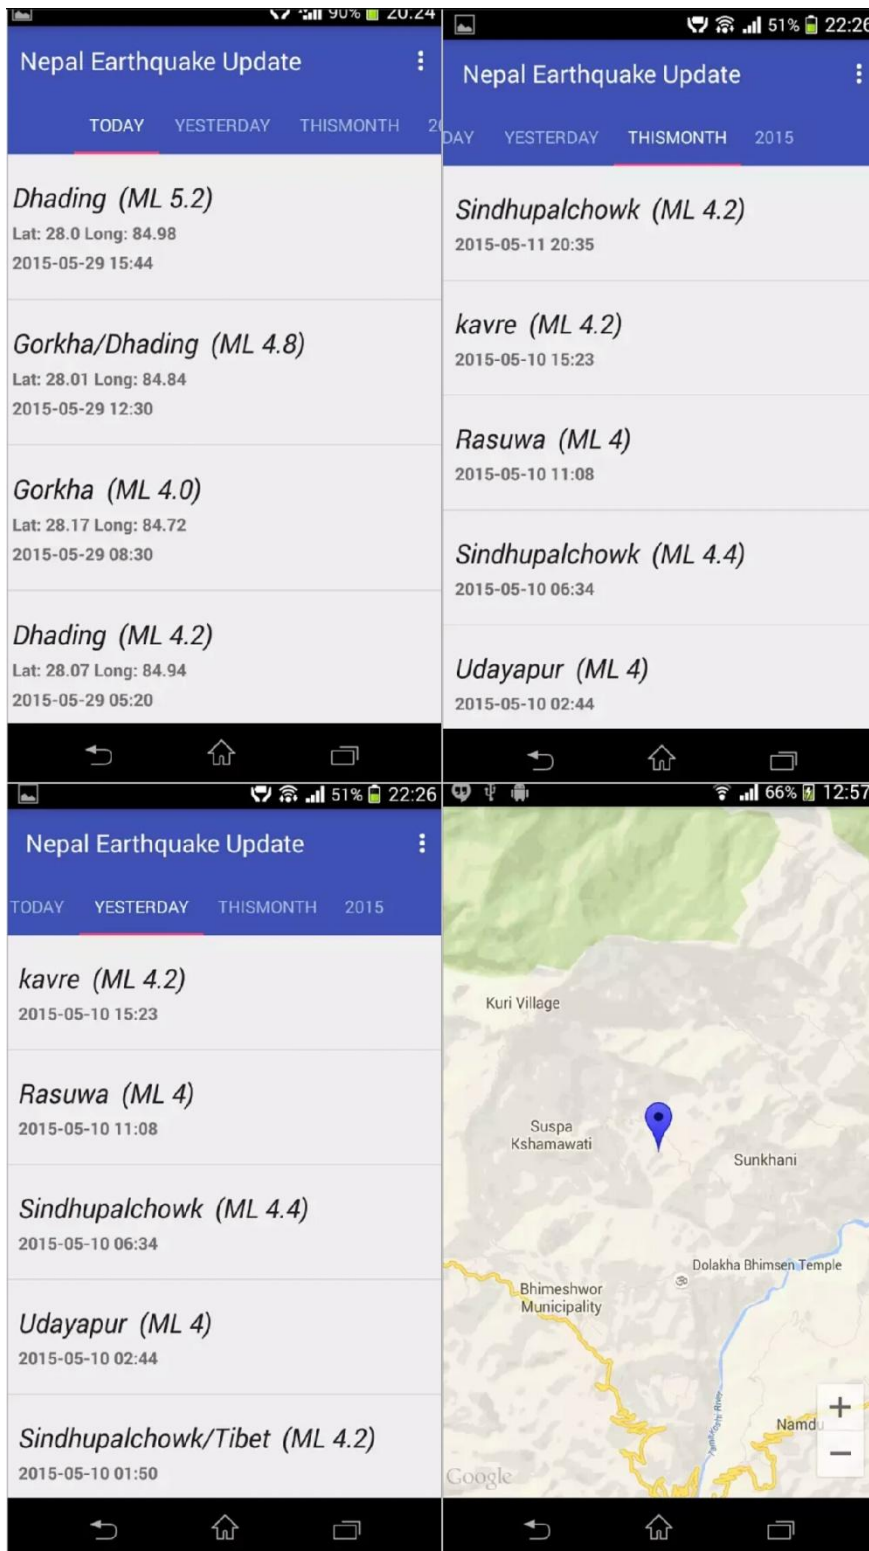 90% 20:24
Nepal Earthquake Update
TODAY YESTERDAY THISMONTH
Dhading (ML 5.2)
Lat: 28.0 Long: 84.98
2015-05-29 15:44
Gorkha/Dhading (ML 4.8)
Lat: 28.01 Long: 84.84
2015-05-29 12:30
Gorkha (ML 4.0)
Lat: 28.17 Long: 84.72
2015-05-29 08:30
Dhading (ML 4.2)
Lat: 28.07 Long: 84.94
2015-05-29 05:20
51% 22:26
Nepal Earthquake Update
DAY YESTERDAY THISMONTH 2015
Sindhupalchowk (ML 4.2)
2015-05-11 20:35
kavre (ML 4.2)
2015-05-10 15:23
Rasuwa (ML 4)
2015-05-10 11:08
Sindhupalchowk (ML 4.4)
2015-05-10 06:34
Udayapur (ML 4)
2015-05-10 02:44
51% 22:26
Nepal Earthquake Update
TODAY YESTERDAY THISMONTH 2015
kavre (ML 4.2)
2015-05-10 15:23
Rasuwa (ML 4)
2015-05-10 11:08
Sindhupalchowk (ML 4.4)
2015-05-10 06:34
Udayapur (ML 4)
2015-05-10 02:44
Sindhupalchowk/Tibet (ML 4.2)
2015-05-10 01:50
66% 12:57
Kuri Village
Suspa
Kshamawati
Sunkhani
Dolakha Bhimsen Temple
Bhimeshwor
Municipality
Tamakoshi River
Namdu
Google